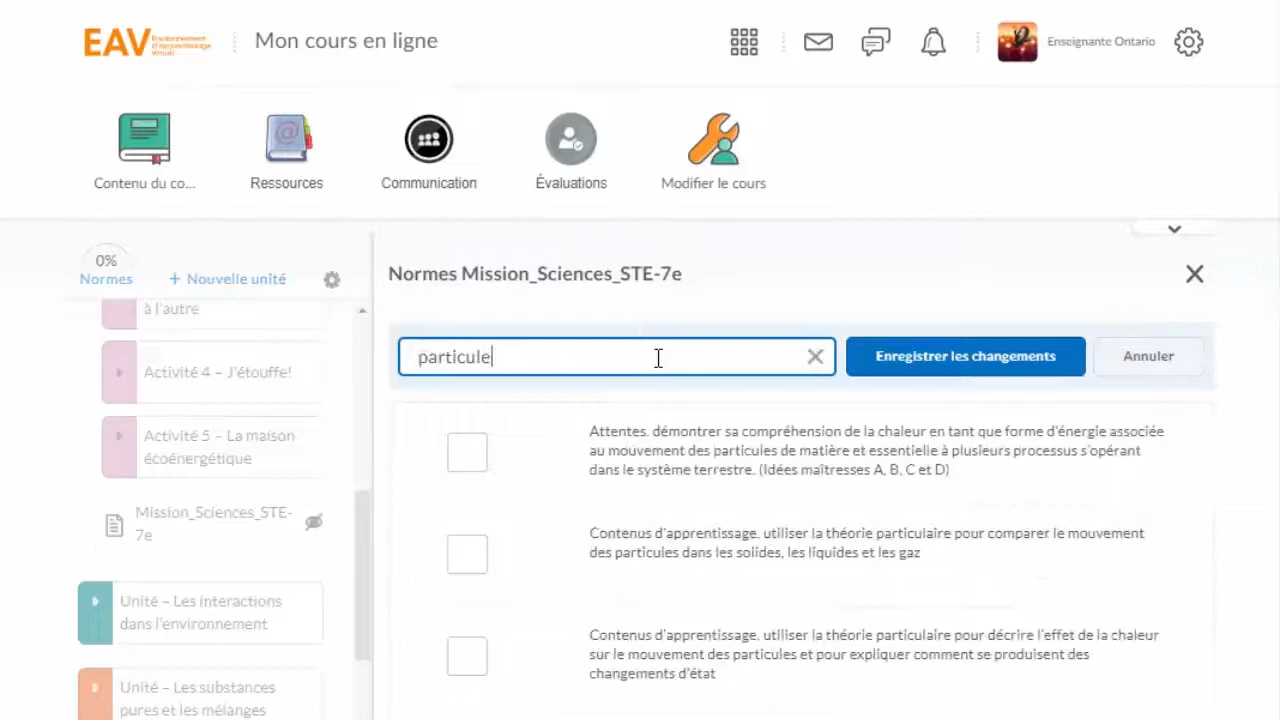 EAV Environnement d'apprentissage virtuel
Mon cours en ligne
Enseignante Ontario
Contenu du co...
Ressources
Communication
Évaluations
Modifier le cours
0%
Normes
+ Nouvelle unité
à l'autre
Activité 4 – J'étouffe!
Activité 5 – La maison
écoénergétique
Mission_Sciences_STE-
7e
Unité – Les interactions
dans l'environnement
Unité – Les substances
pures et les mélanges
Normes Mission_Sciences_STE-7e
particule
Enregistrer les changements
Annuler
Attentes. démontrer sa compréhension de la chaleur en tant que forme d'énergie associée
au mouvement des particules de matière et essentielle à plusieurs processus s'opérant
dans le système terrestre. (Idées maîtresses A, B, C et D)
Contenus d'apprentissage. utiliser la théorie particulaire pour comparer le mouvement
des particules dans les solides, les liquides et les gaz
Contenus d'apprentissage. utiliser la théorie particulaire pour décrire l'effet de la chaleur
sur le mouvement des particules et pour expliquer comment se produisent des
changements d'état